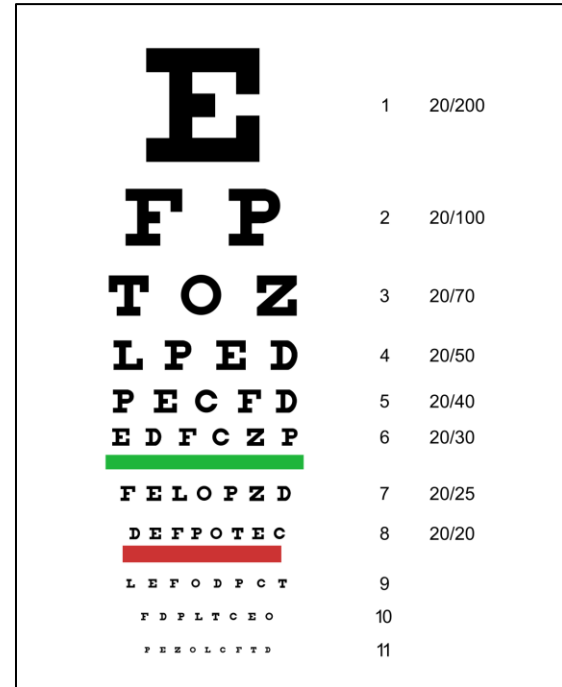 E 1 20/200
F P 2 20/100
T O Z 3 20/70
L P E D 4 20/50
P E C F D 5 20/40
E D F C Z P 6 20/30
F E L O P Z D 7 20/25
D E F P O T E C 8 20/20
L E F O D P C T 9
F D P L T C E O 10
P E Z O L C F T D 11